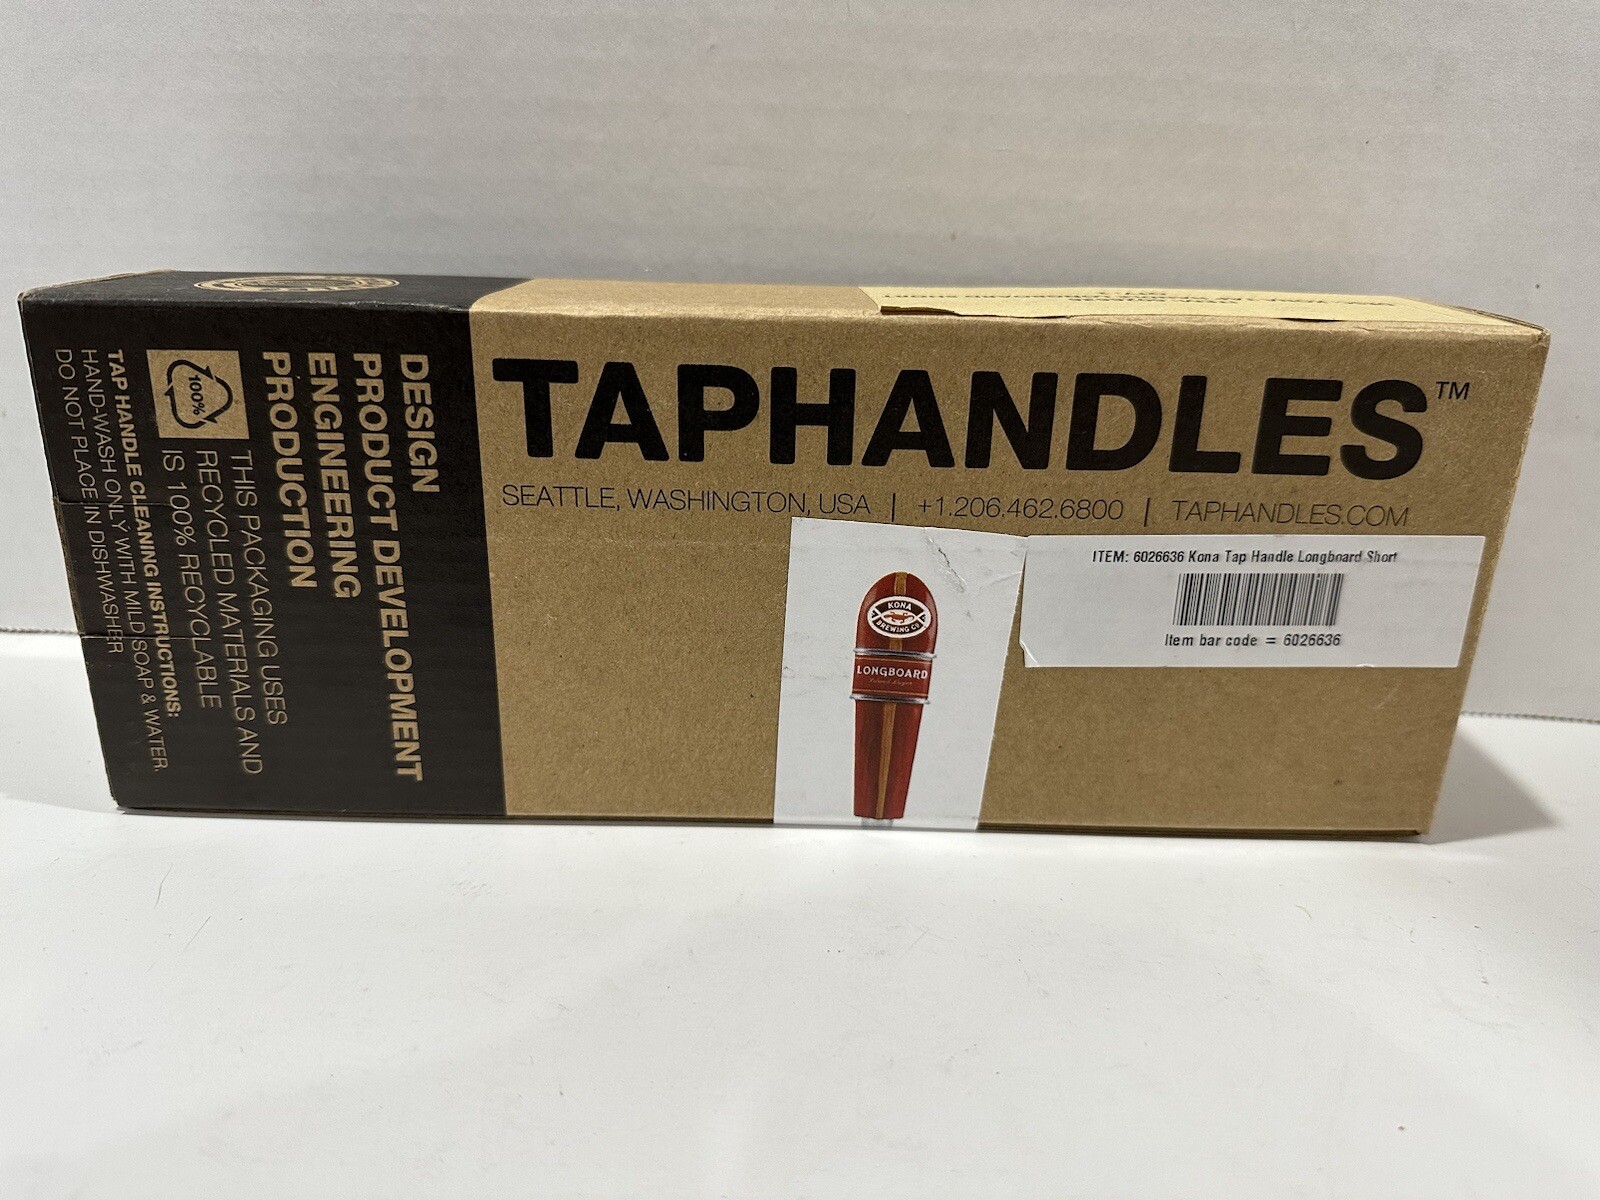 TAPHANDLES™
SEATTLE, WASHINGTON, USA | +1.206.462.6800 | TAPHANDLES.COM
ITEM: 6026636 Kona Tap Handle Longboard Short
Item bar code = 6026636
KONA
BREWING CO
LONGBOARD
Island Lager
DESIGN
PRODUCT DEVELOPMENT
ENGINEERING
PRODUCTION
100%
THIS PACKAGING USES
RECYCLED MATERIALS AND
IS 100% RECYCLABLE
TAP HANDLE CLEANING INSTRUCTIONS:
HAND-WASH ONLY WITH MILD SOAP & WATER.
DO NOT PLACE IN DISHWASHER